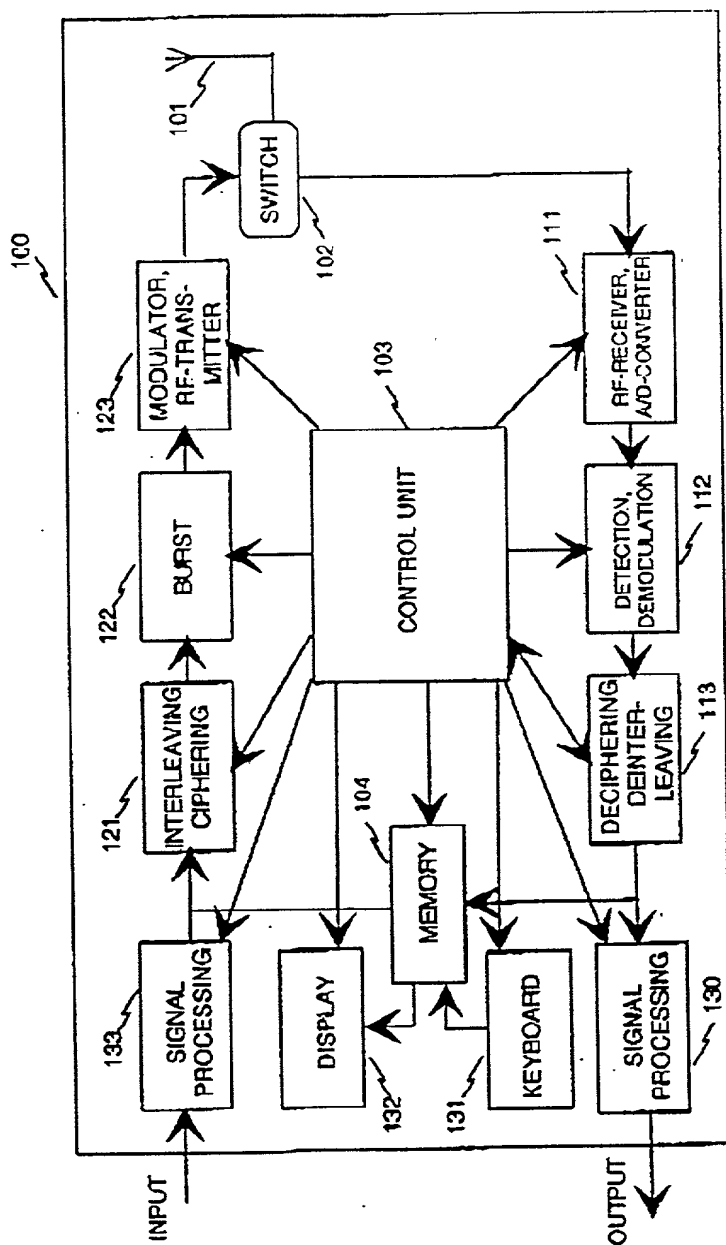 100
INPUT
133
SIGNAL
PROCESSING
121
INTERLEAVING
CIPHERING
122
BURST
123
MODULATOR,
RF-TRANS-
MITTER
101
SWITCH
102
132
DISPLAY
104
MEMORY
103
CONTROL UNIT
131
KEYBOARD
OUTPUT
130
SIGNAL
PROCESSING
113
DECIPHERING
DEINTER-
LEAVING
112
DETECTION,
DEMODULATION
111
RF-RECEIVER,
A/D-CONVERTER